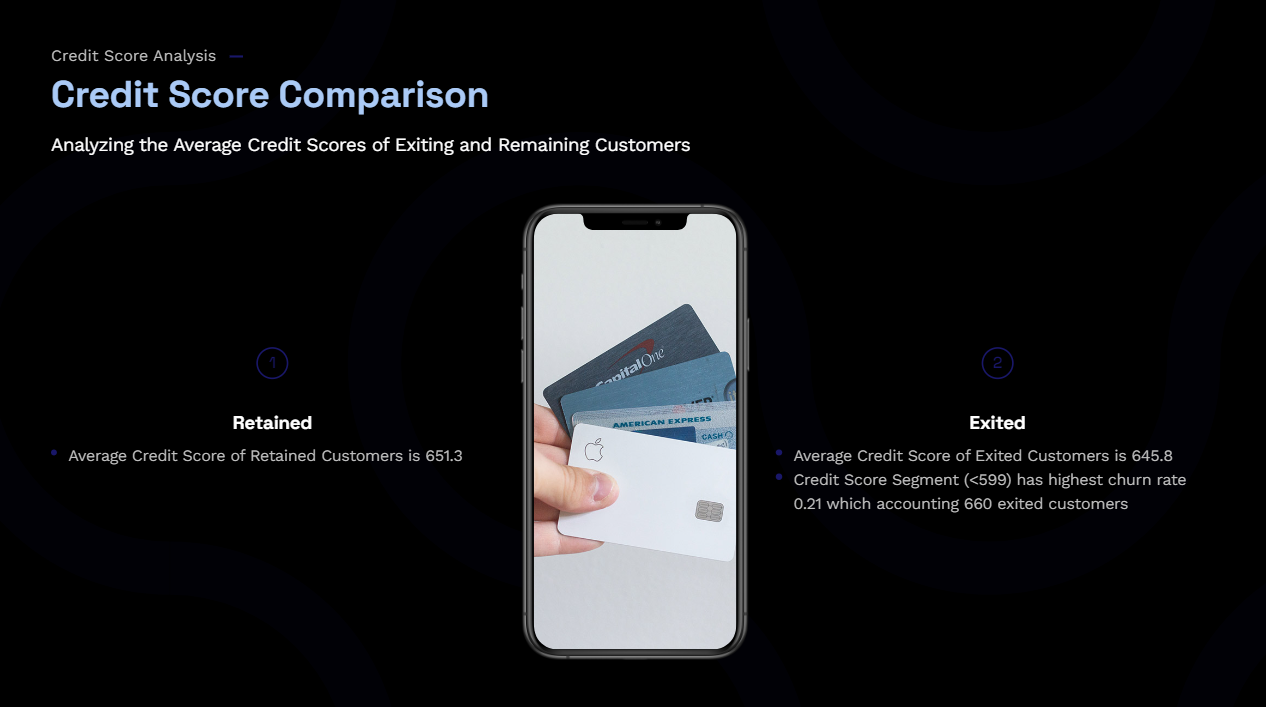 Credit Score Analysis
Credit Score Comparison
Analyzing the Average Credit Scores of Exiting and Remaining Customers
1
Retained
Average Credit Score of Retained Customers is 651.3
CapitalOne
AMERICAN EXPRESS
CASH
2
Exited
Average Credit Score of Exited Customers is 645.8
Credit Score Segment (<599) has highest churn rate
0.21 which accounting 660 exited customers